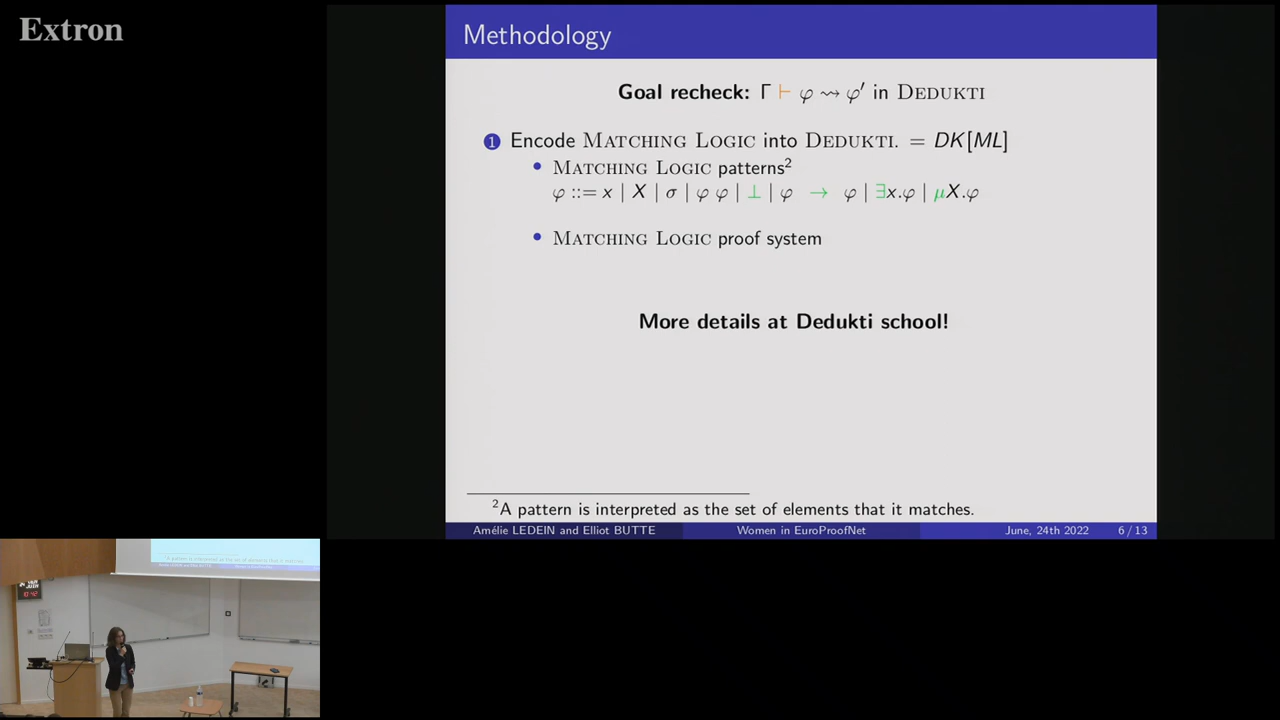 Extron
Methodology
Goal recheck: Γ ⊢ φ ⇝ φ′ in DEDUKTI
1 Encode MATCHING LOGIC into DEDUKTI. = DK[ML]
• MATCHING LOGIC patterns²
φ ::= x | X | σ | φ φ | ⊥ | φ → φ | ∃x.φ | μX.φ
• MATCHING LOGIC proof system
More details at Dedukti school!
²A pattern is interpreted as the set of elements that it matches.
Amélie LEDEIN and Elliot BUTTE Women in EuroProofNet June, 24th 2022 6 / 13
10:42